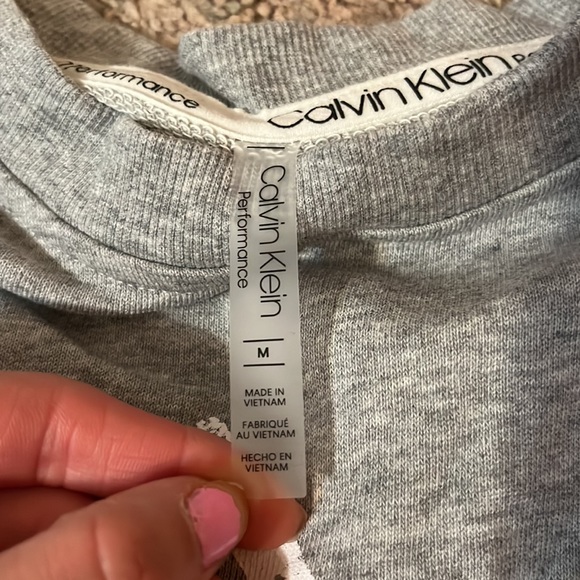 Performance
Calvin Klein
Calvin Klein
Performance
M
MADE IN
VIETNAM
FABRIQUÉ
AU VIETNAM
HECHO EN
VIETNAM